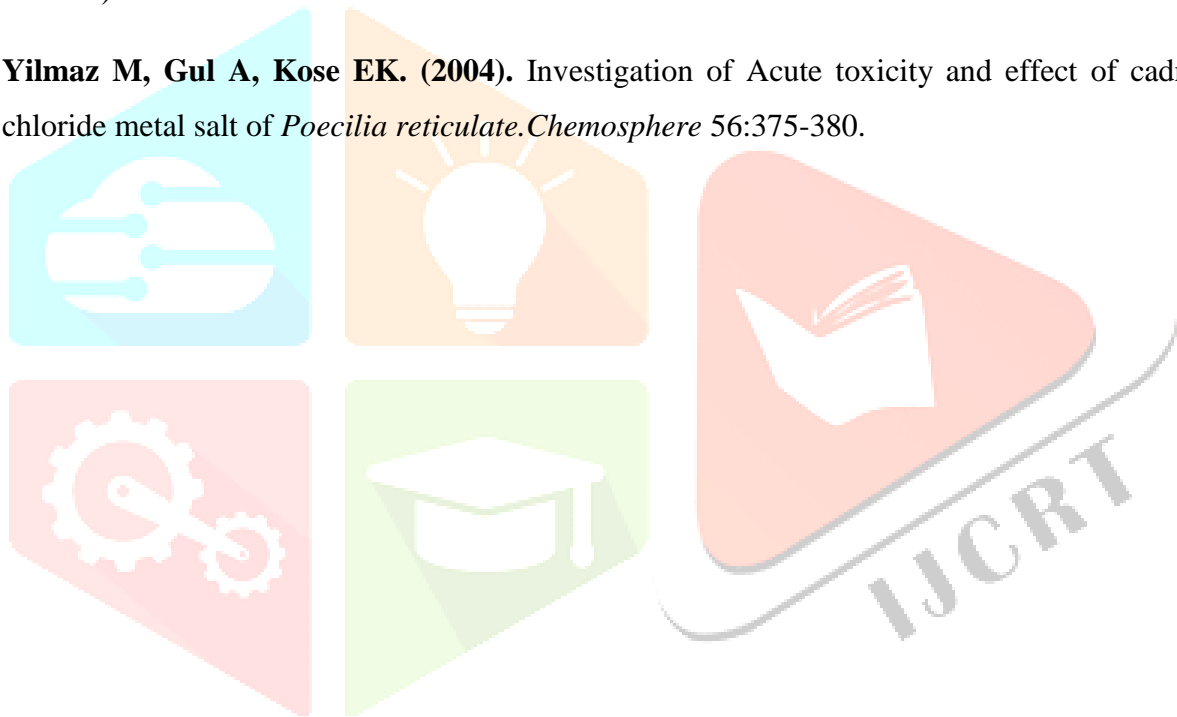 Yilmaz M, Gul A, Kose EK. (2004). Investigation of Acute toxicity and effect of
chloride metal salt of Poecilia reticulate.Chemosphere 56:375-380.
IJCRT